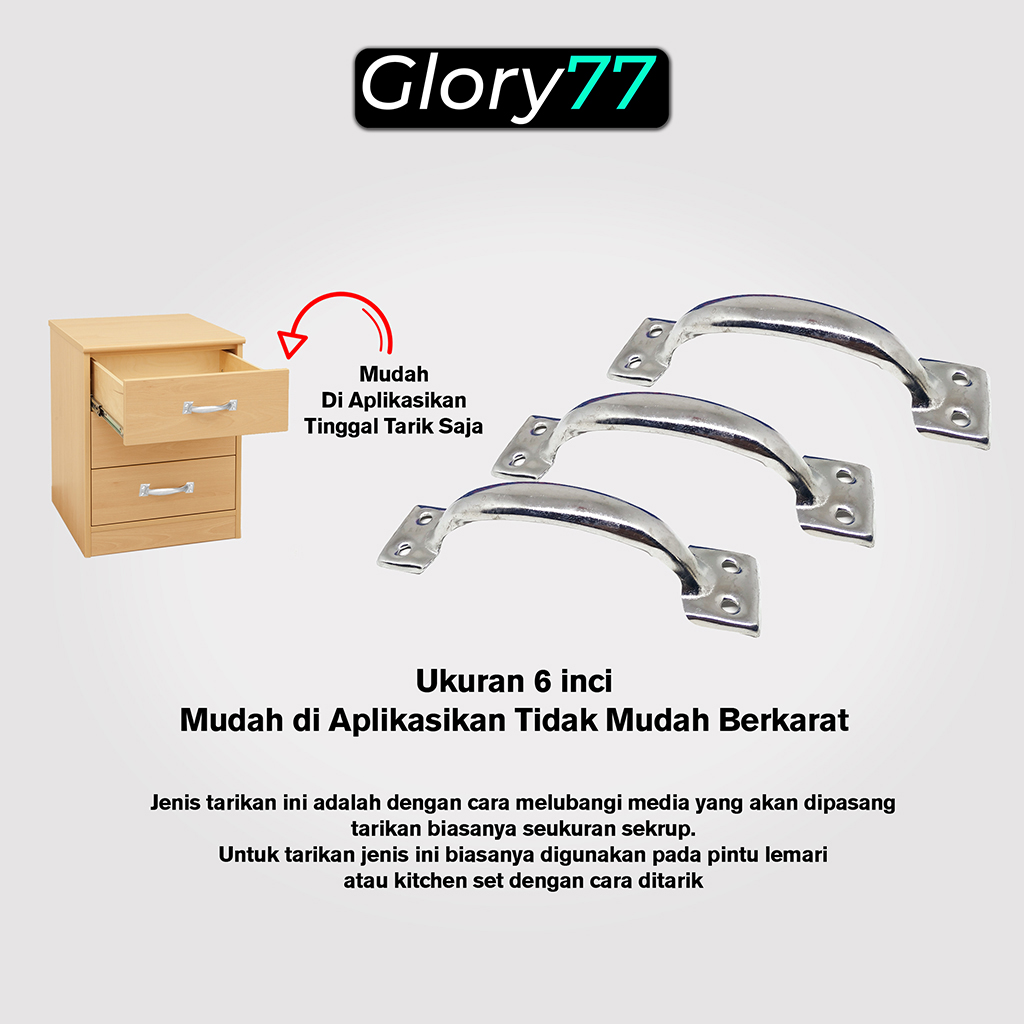 Glory77
Mudah
Di Aplikasikan
Tinggal Tarik Saja
Ukuran 6 inci
Mudah di Aplikasikan Tidak Mudah Berkarat
Jenis tarikan ini adalah dengan cara melubangi media yang akan dipasang
tarikan biasanya seukuran sekrup.
Untuk tarikan jenis ini biasanya digunakan pada pintu lemari
atau kitchen set dengan cara ditarik